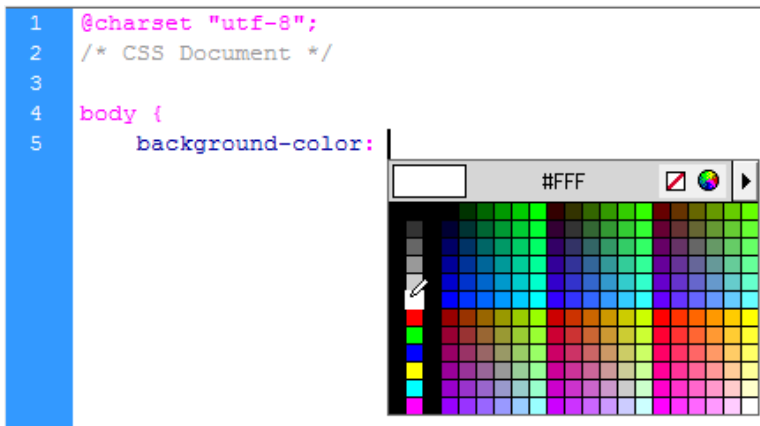 1 @charset "utf-8";
2 /* CSS Document */
3
4 body {
5 background-color:
#FFF